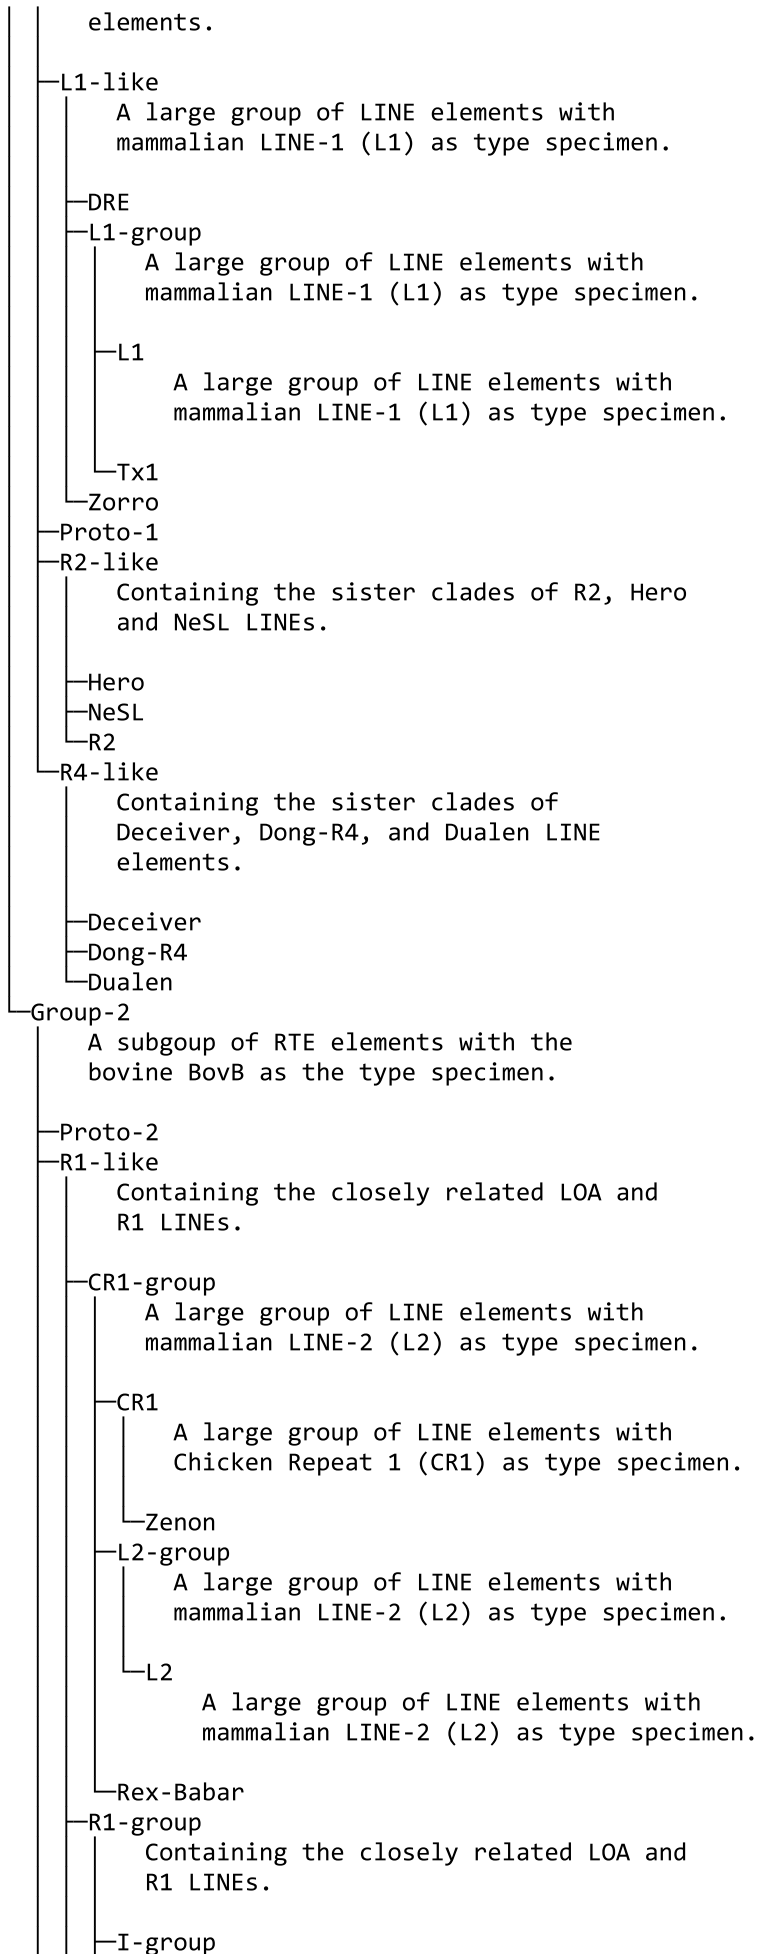 elements.
L1-like
A large group of LINE elements with
mammalian LINE-1 (L1) as type specimen.
DRE
L1-group
A large group of LINE elements with
mammalian LINE-1 (L1) as type specimen.
L1
A large group of LINE elements with
mammalian LINE-1 (L1) as type specimen.
Tx1
Zorro
Proto-1
R2-like
Containing the sister clades of R2, Hero
and NeSL LINEs.
Hero
NeSL
R2
R4-like
Containing the sister clades of
Deceiver, Dong-R4, and Dualen LINE
elements.
Deceiver
Dong-R4
Dualen
Group-2
A subgoup of RTE elements with the
bovine BovB as the type specimen.
Proto-2
R1-like
Containing the closely related LOA and
R1 LINEs.
CR1-group
A large group of LINE elements with
mammalian LINE-2 (L2) as type specimen.
CR1
A large group of LINE elements with
Chicken Repeat 1 (CR1) as type specimen.
Zenon
L2-group
A large group of LINE elements with
mammalian LINE-2 (L2) as type specimen.
L2
A large group of LINE elements with
mammalian LINE-2 (L2) as type specimen.
Rex-Babar
R1-group
Containing the closely related LOA and
R1 LINEs.
I-group